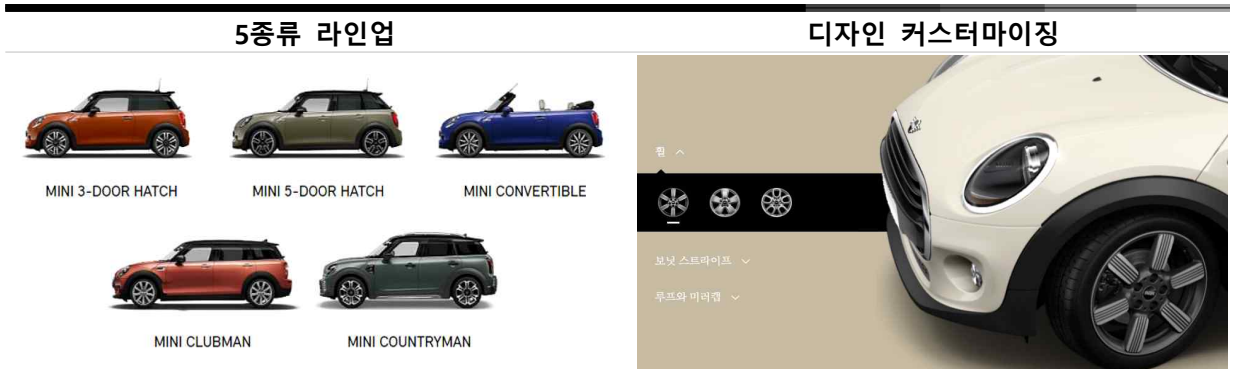 5종류 라인업
디자인 커스터마이징
MINI 3-DOOR HATCH
MINI 5-DOOR HATCH
MINI CONVERTIBLE
MINI CLUBMAN
MINI COUNTRYMAN
휠
보닛 스트라이프
루프와 미러캡